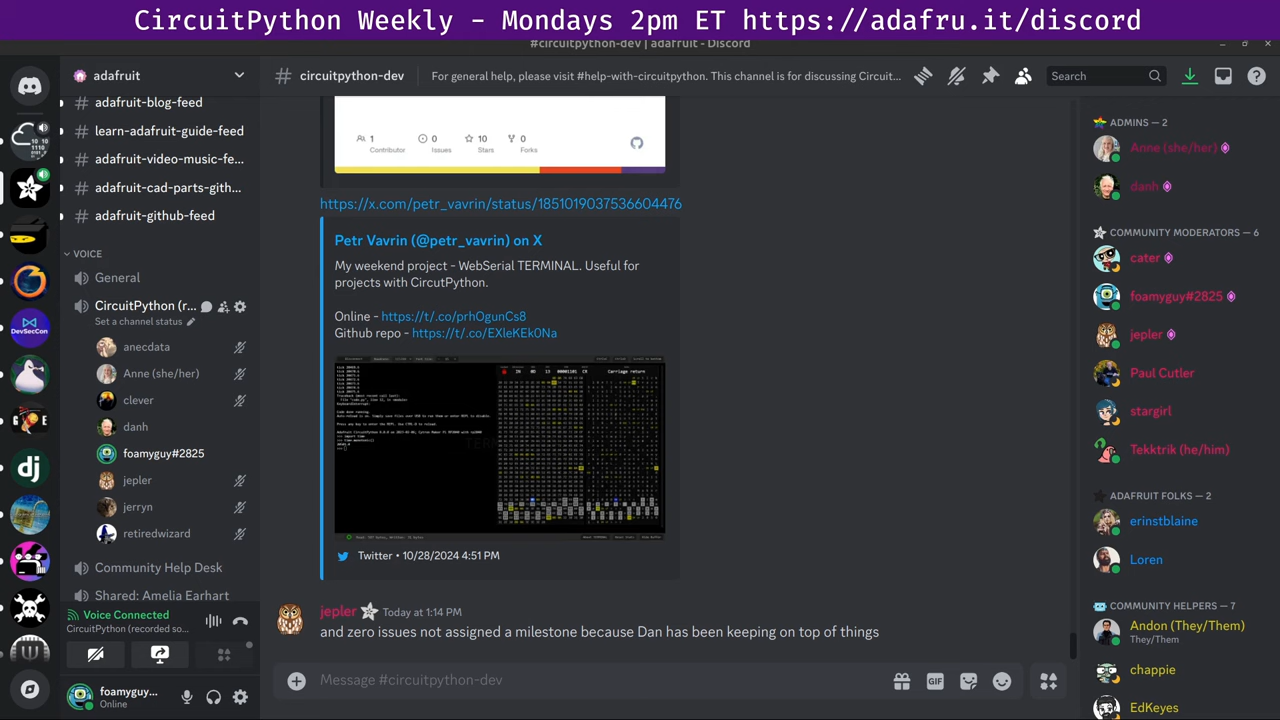 CircuitPython Weekly - Mondays 2pm ET https://adafru.it/discord
#circuitpython-dev | adafruit - Discord
adafruit
circuitpython-dev
For general help, please visit #help-with-circuitpython. This channel is for discussing Circuit...
Search
adafruit-blog-feed
learn-adafruit-guide-feed
adafruit-video-music-fe...
adafruit-cad-parts-gith...
adafruit-github-feed
VOICE
General
CircuitPython (r...
Set a channel status
anecdata
Anne (she/her)
clever
danh
foamyguy#2825
jepler
jerryn
retiredwizard
Community Help Desk
Shared: Amelia Earhart
Voice Connected
CircuitPython (recorded so...
foamyguy...
Online
1
Contributor
0
Issues
10
Stars
0
Forks
https://x.com/petr_vavrin/status/1851019037536604476
Petr Vavrin (@petr_vavrin) on X
My weekend project - WebSerial TERMINAL. Useful for
projects with CircutPython.
Online - https://t/.co/prhOgunCs8
Github repo - https://t/.co/EXleKEk0Na
Carriage return
Twitter • 10/28/2024 4:51 PM
jepler Today at 1:14 PM
and zero issues not assigned a milestone because Dan has been keeping on top of things
Message #circuitpython-dev
GIF
ADMINS — 2
Anne (she/her)
danh
COMMUNITY MODERATORS — 6
cater
foamyguy#2825
jepler
Paul Cutler
stargirl
Tekktrik (he/him)
ADAFRUIT FOLKS — 2
erinstblaine
Loren
COMMUNITY HELPERS — 7
Andon (They/Them)
They/Them
chappie
EdKeyes